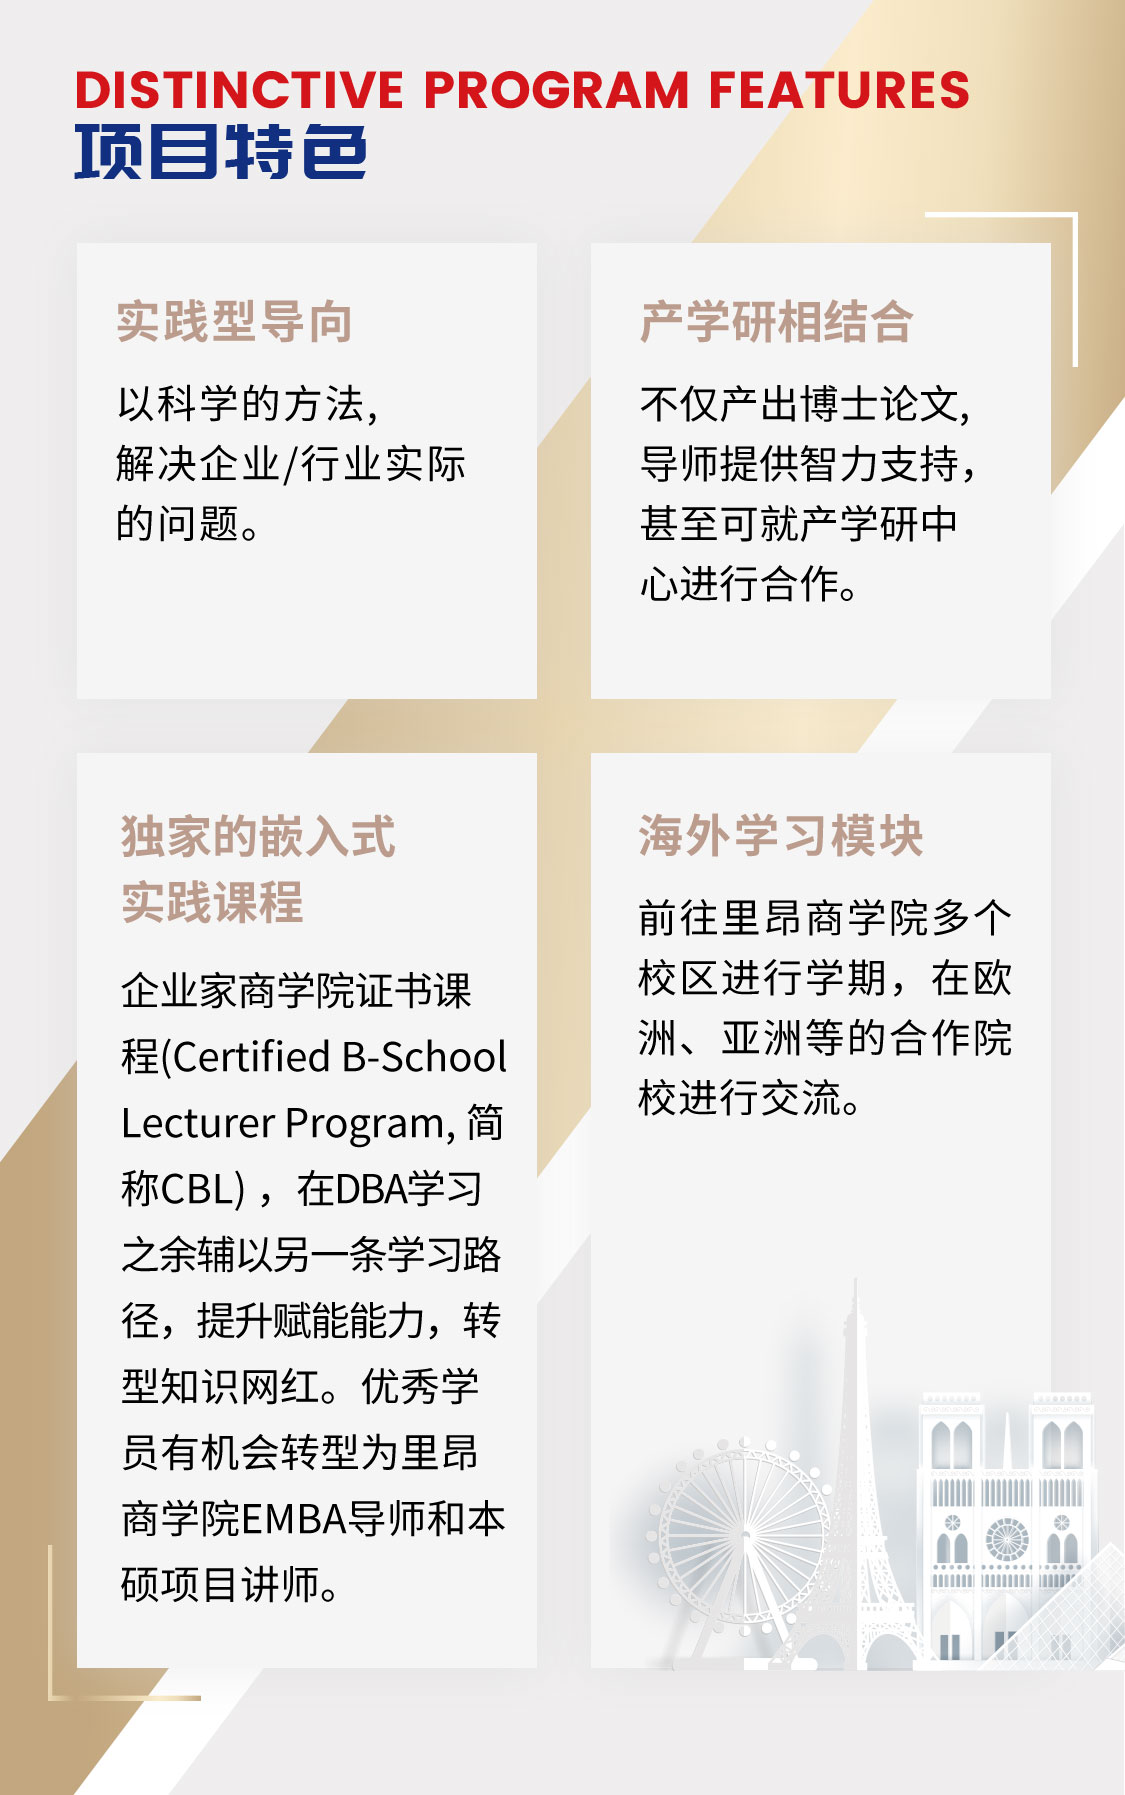 DISTINCTIVE PROGRAM FEATURES
项目特色
实践型导向
以科学的方法,
解决企业/行业实际
的问题。
产学研相结合
不仅产出博士论文,
导师提供智力支持，
甚至可就产学研中
心进行合作。
独家的嵌入式
实践课程
企业家商学院证书课
程(Certified B-School
Lecturer Program, 简
称CBL) ，在DBA学习
之余辅以另一条学习路
径，提升赋能能力，转
型知识网红。优秀学
员有机会转型为里昂
商学院EMBA导师和本
硕项目讲师。
海外学习模块
前往里昂商学院多个
校区进行学期，在欧
洲、亚洲等的合作院
校进行交流。